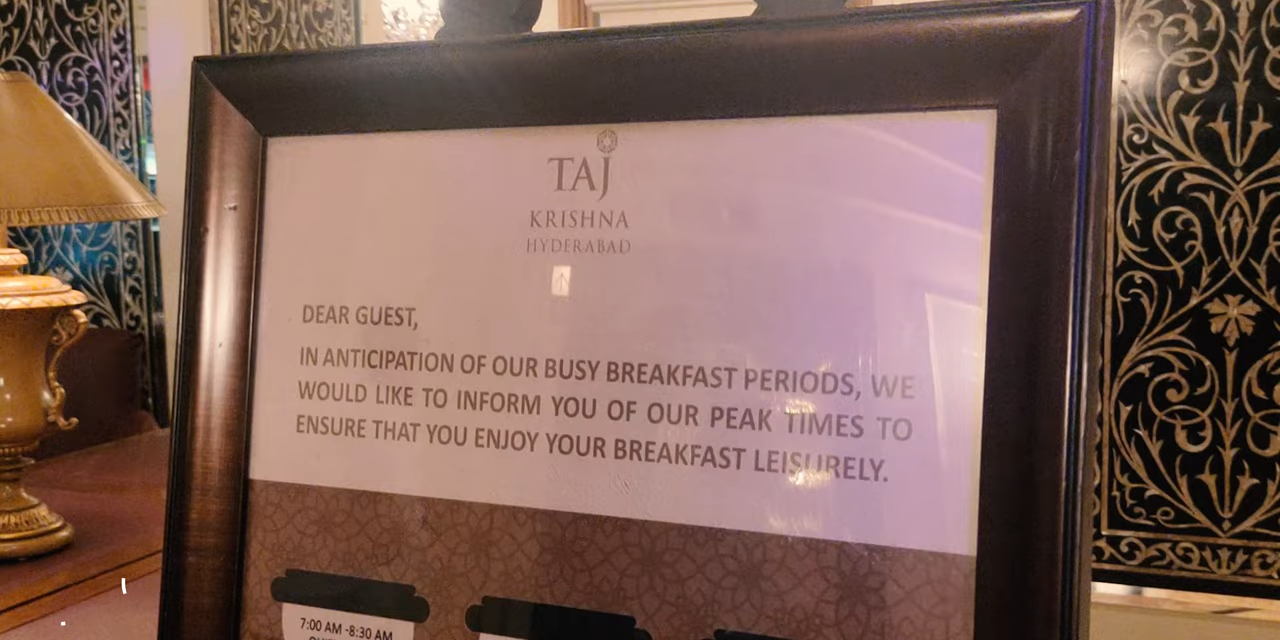 TAJ
KRISHNA
HYDERABAD
DEAR GUEST,
IN ANTICIPATION OF OUR BUSY BREAKFAST PERIODS, WE
WOULD LIKE TO INFORM YOU OF OUR PEAK TIMES TO
ENSURE THAT YOU ENJOY YOUR BREAKFAST LEISURELY.
7:00 AM -8:30 AM